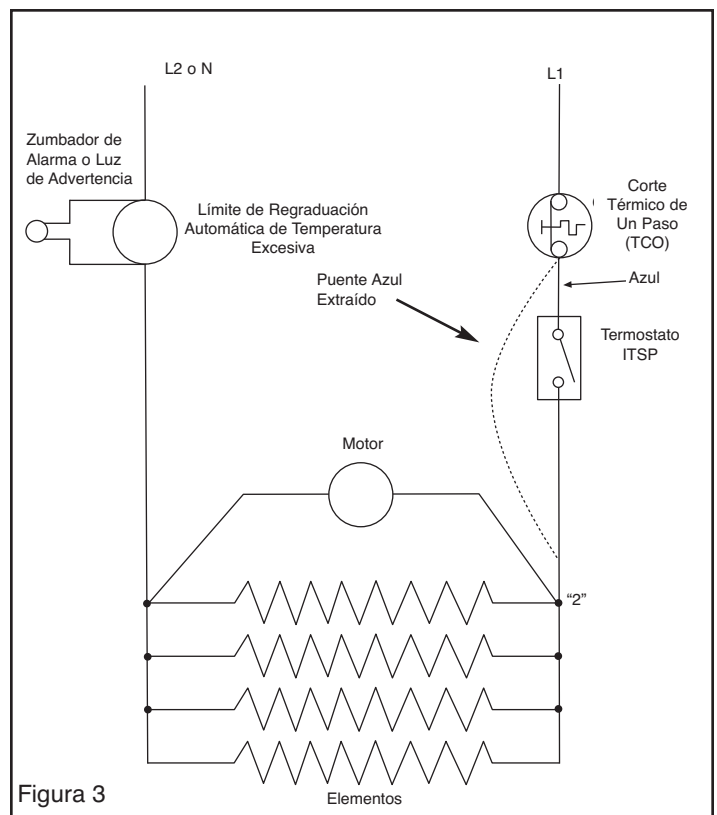 L2 o N
L1
Zumbador de
Alarma o Luz
de Advertencia
Límite de Regraduación
Automática de Temperatura
Excesiva
Corte
Térmico de
Un Paso
(TCO)
Puente Azul
Extraído
Azul
Termostato
ITSP
Motor
“2”
Elementos
Figura 3